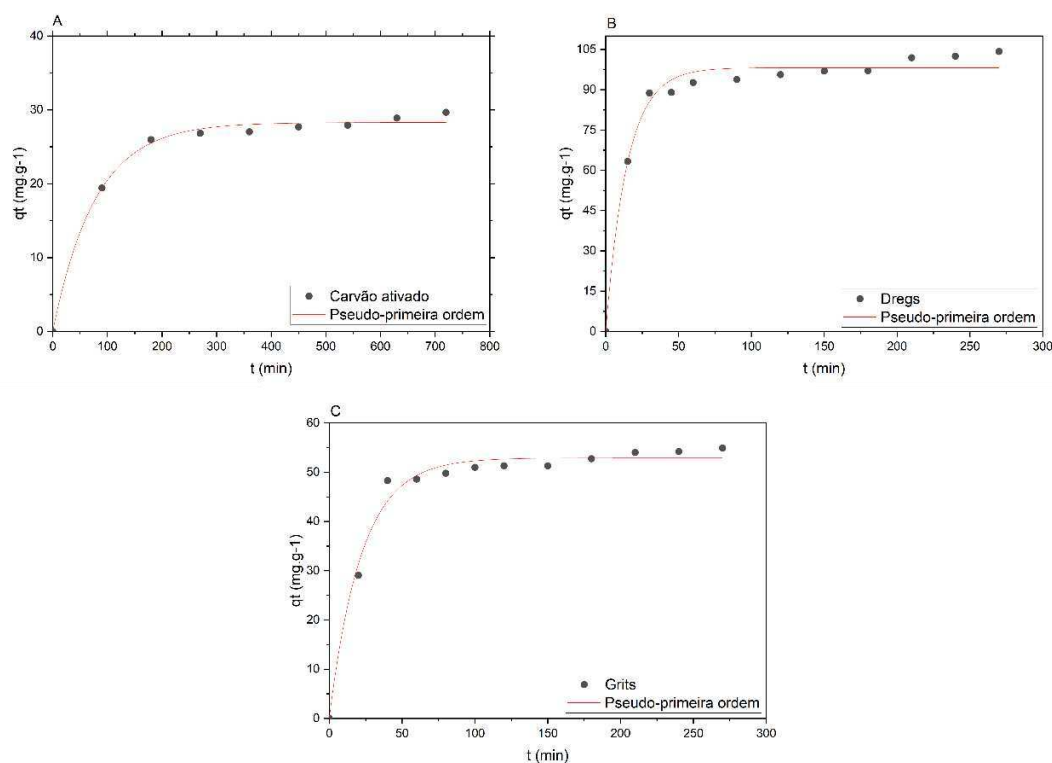 A
40
30
20
10
0
qt (mg.g-1)
Carvão ativado
Pseudo-primeira ordem
0 100 200 300 400 500 600 700 800
t (min)
B
105
90
75
60
45
30
15
0
qt (mg.g-1)
Dregs
Pseudo-primeira ordem
0 50 100 150 200 250 300
t (min)
C
60
50
40
30
20
10
0
qt (mg.g-1)
Grits
Pseudo-primeira ordem
0 50 100 150 200 250 300
t (min)